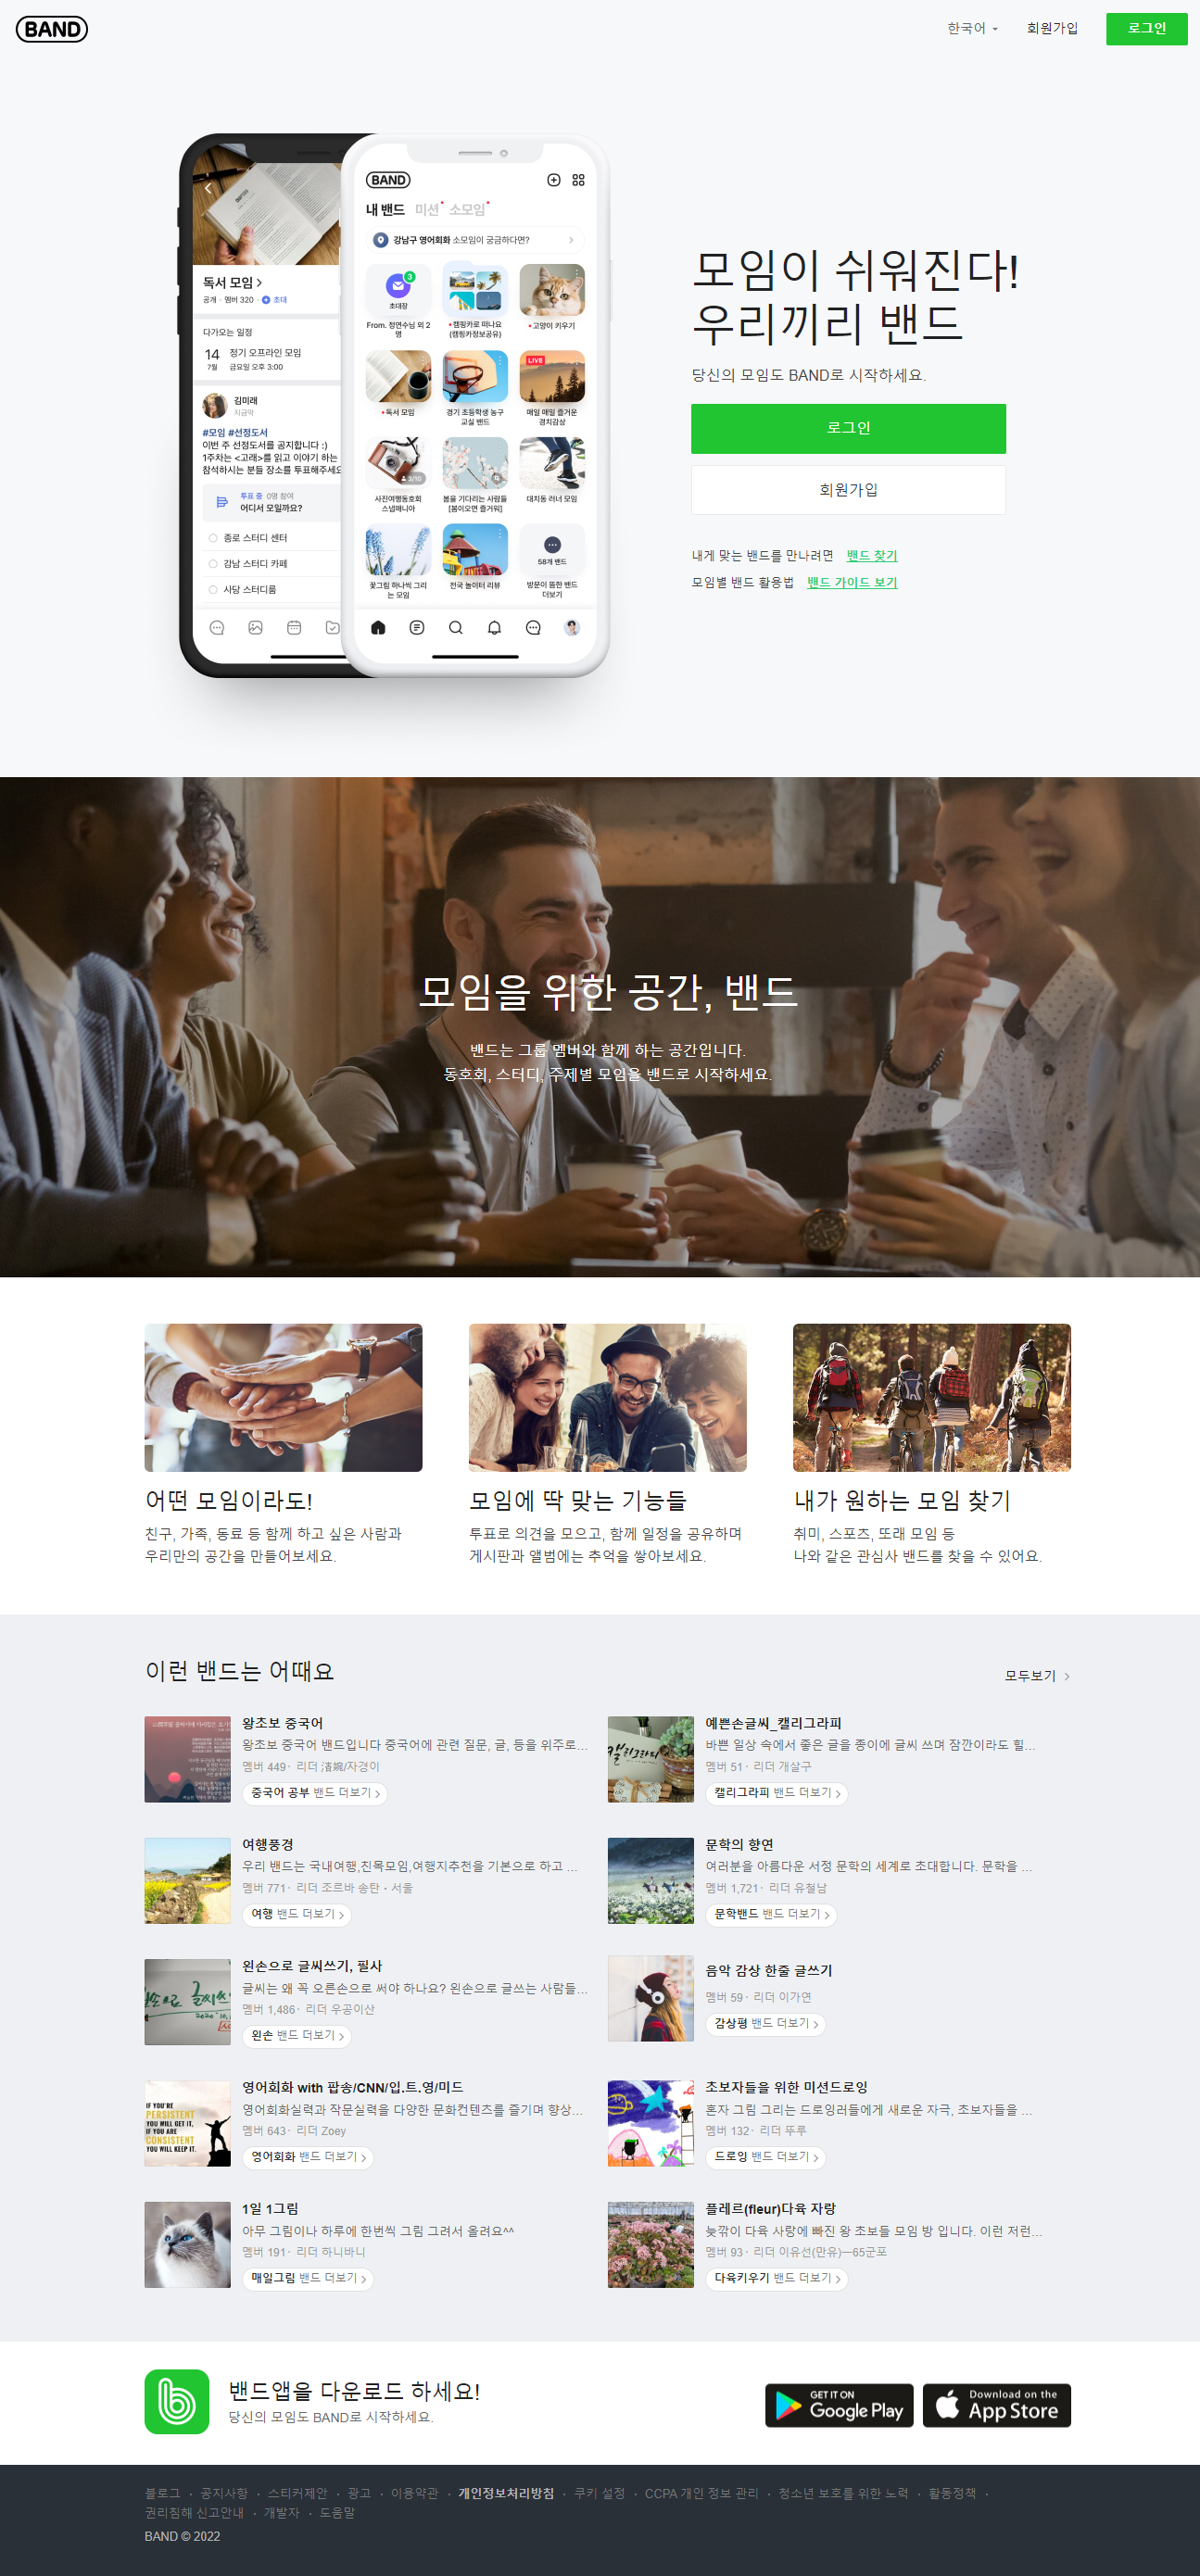 BAND
한국어
회원가입
로그인
BAND
내 밴드 미션 소모임
강남구 영어회화 소모임이 궁금하다면?
독서 모임
공개 · 멤버 320 · 초대
다가오는 일정
14 정기 오프라인 모임
7월 금요일 오후 3:00
김미래
지금막
#모임 #선정도서
이번 주 선정도서를 공지합니다 :)
1주차는 <고래>를 읽고 이야기 하는
참석하시는 분들 장소를 투표해주세요
투표 중 0명 참여
어디서 모일까요?
종로 스터디 센터
강남 스터디 카페
사당 스터디룸
3
초대장
From. 정연수님 외 2
명
캠핑카로 떠나요
(캠핑카정보공유)
고양이 키우기
LIVE
독서 모임
경기 초등학생 농구
교실 밴드
매일 매일 즐거운
경치감상
3/10
사진여행동호회
스냅매니아
봄을 기다리는 사람들
[봄이오면 즐거워]
대치동 러너 모임
58개 밴드
꽃그림 하나씩 그리
는 모임
전국 놀이터 리뷰
방문이 뜸한 밴드
더보기
모임이 쉬워진다!
우리끼리 밴드
당신의 모임도 BAND로 시작하세요.
로그인
회원가입
내게 맞는 밴드를 만나려면 밴드 찾기
모임별 밴드 활용법 밴드 가이드 보기
모임을 위한 공간, 밴드
밴드는 그룹 멤버와 함께 하는 공간입니다.
동호회, 스터디, 주제별 모임을 밴드로 시작하세요.
어떤 모임이라도!
친구, 가족, 동료 등 함께 하고 싶은 사람과
우리만의 공간을 만들어보세요.
모임에 딱 맞는 기능들
투표로 의견을 모으고, 함께 일정을 공유하며
게시판과 앨범에는 추억을 쌓아보세요.
내가 원하는 모임 찾기
취미, 스포츠, 또래 모임 등
나와 같은 관심사 밴드를 찾을 수 있어요.
이런 밴드는 어때요
모두보기
왕초보 중국어
왕초보 중국어 밴드입니다 중국어에 관련 질문, 글, 등을 위주로...
멤버 449 · 리더 清婉/자경이
중국어 공부 밴드 더보기
예쁜손글씨_캘리그라피
바쁜 일상 속에서 좋은 글을 종이에 글씨 쓰며 잠깐이라도 힐...
멤버 51 · 리더 개살구
캘리그라피 밴드 더보기
여행풍경
우리 밴드는 국내여행,친목모임,여행지추천을 기본으로 하고 ...
멤버 771 · 리더 조르바 송탄・서울
여행 밴드 더보기
문학의 향연
여러분을 아름다운 서정 문학의 세계로 초대합니다. 문학을 ...
멤버 1,721 · 리더 유철남
문학밴드 밴드 더보기
왼손으로 글씨쓰기, 필사
글씨는 왜 꼭 오른손으로 써야 하나요? 왼손으로 글쓰는 사람들...
멤버 1,486 · 리더 우공이산
왼손 밴드 더보기
음악 감상 한줄 글쓰기
멤버 59 · 리더 이가연
감상평 밴드 더보기
IF YOU'RE
PERSISTENT
YOU WILL GET IT.
IF YOU ARE
CONSISTENT
YOU WILL KEEP IT.
영어회화 with 팝송/CNN/입.트.영/미드
영어회화실력과 작문실력을 다양한 문화컨텐츠를 즐기며 향상...
멤버 643 · 리더 Zoey
영어회화 밴드 더보기
초보자들을 위한 미션드로잉
혼자 그림 그리는 드로잉러들에게 새로운 자극, 초보자들을 ...
멤버 132 · 리더 뚜루
드로잉 밴드 더보기
1일 1그림
아무 그림이나 하루에 한번씩 그림 그려서 올려요^^
멤버 191 · 리더 하니바니
매일그림 밴드 더보기
플레르(fleur)다육 자랑
늦깎이 다육 사랑에 빠진 왕 초보들 모임 방 입니다. 이런 저런...
멤버 93 · 리더 이유선(만유)ㅡ65군포
다육키우기 밴드 더보기
밴드앱을 다운로드 하세요!
당신의 모임도 BAND로 시작하세요.
GET IT ON
Google Play
Download on the
App Store
블로그 · 공지사항 · 스티커제안 · 광고 · 이용약관 · 개인정보처리방침 · 쿠키 설정 · CCPA 개인 정보 관리 · 청소년 보호를 위한 노력 · 활동정책 ·
권리침해 신고안내 · 개발자 · 도움말
BAND © 2022